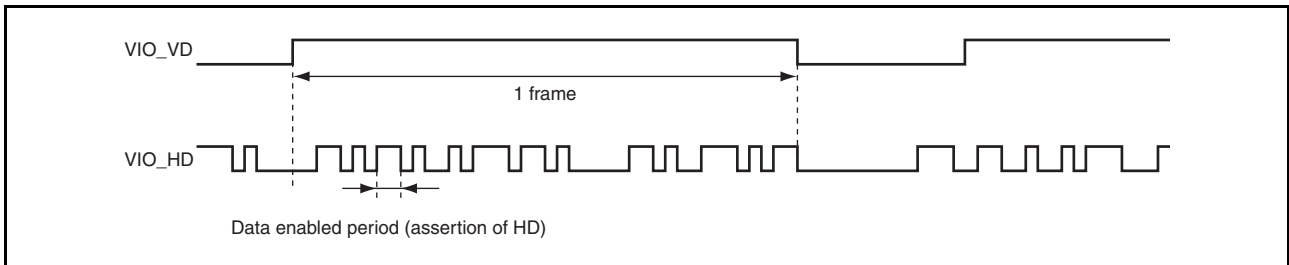 VIO_VD
1 frame
VIO_HD
Data enabled period (assertion of HD)